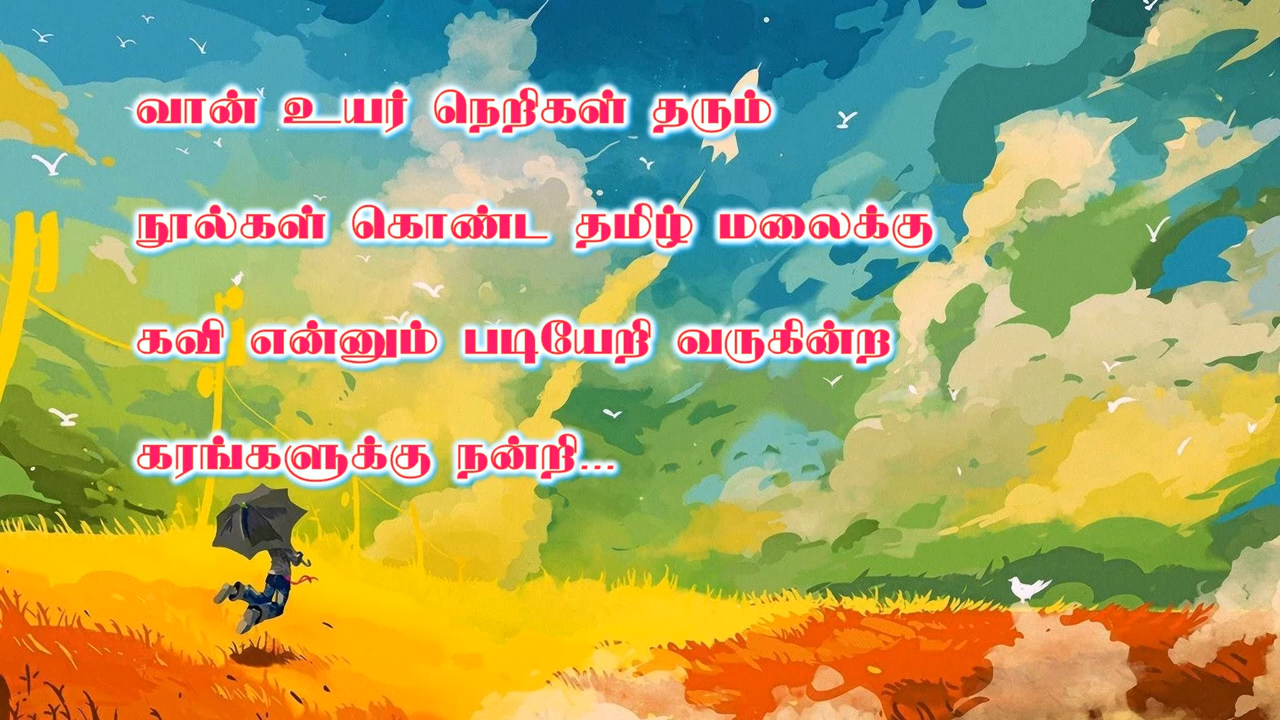 வான் உயர் நெறிகள் தரும்
நூல்கள் கொண்ட தமிழ் மலைக்கு
கவி என்னும் படியேறி வருகின்ற
கரங்களுக்கு நன்றி...